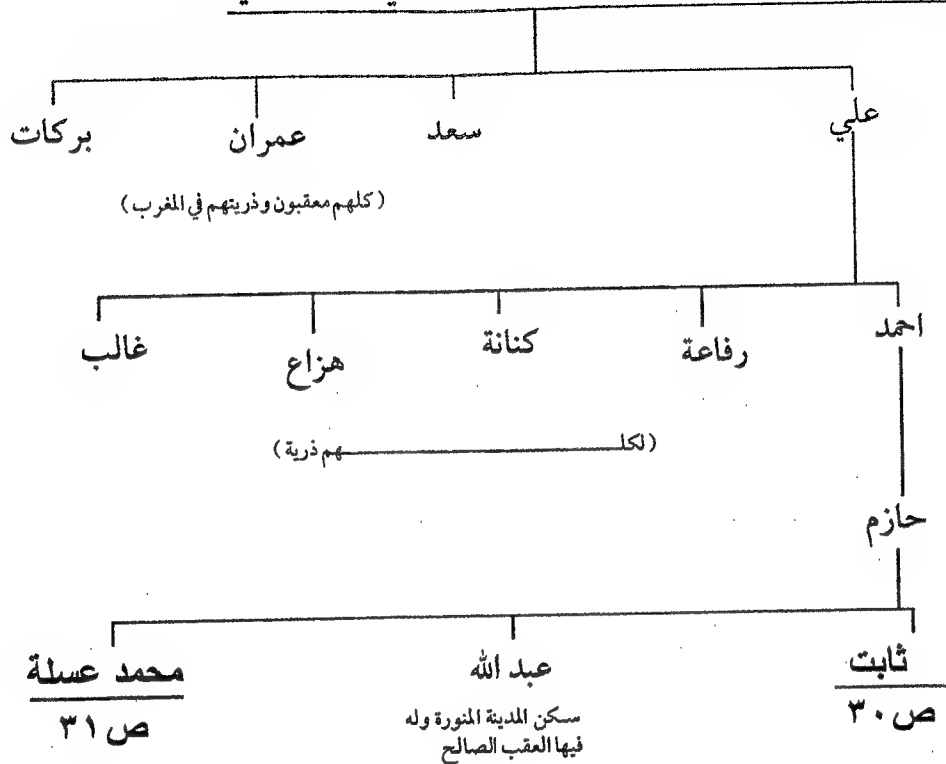 علي
سعد
عمران
بركات
(كلهم معقبون وذريتهم في المغرب)
احمد
رفاعة
كنانة
هزاع
غالب
(لكلـــــهم ذرية)
حازم
ثابت
ص ٣٠
عبد الله
سكن المدينة المنورة وله
فيها العقب الصالح
محمد عسلة
ص ٣١